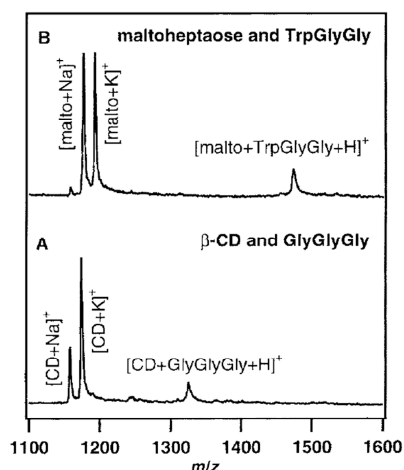 B maltoheptaose and TrpGlyGly
[malto+Na]⁺
[malto+K]⁺
[malto+TrpGlyGly+H]⁺
A β-CD and GlyGlyGly
[CD+Na]⁺
[CD+K]⁺
[CD+GlyGlyGly+H]⁺
1100 1200 1300 1400 1500 1600
m/z